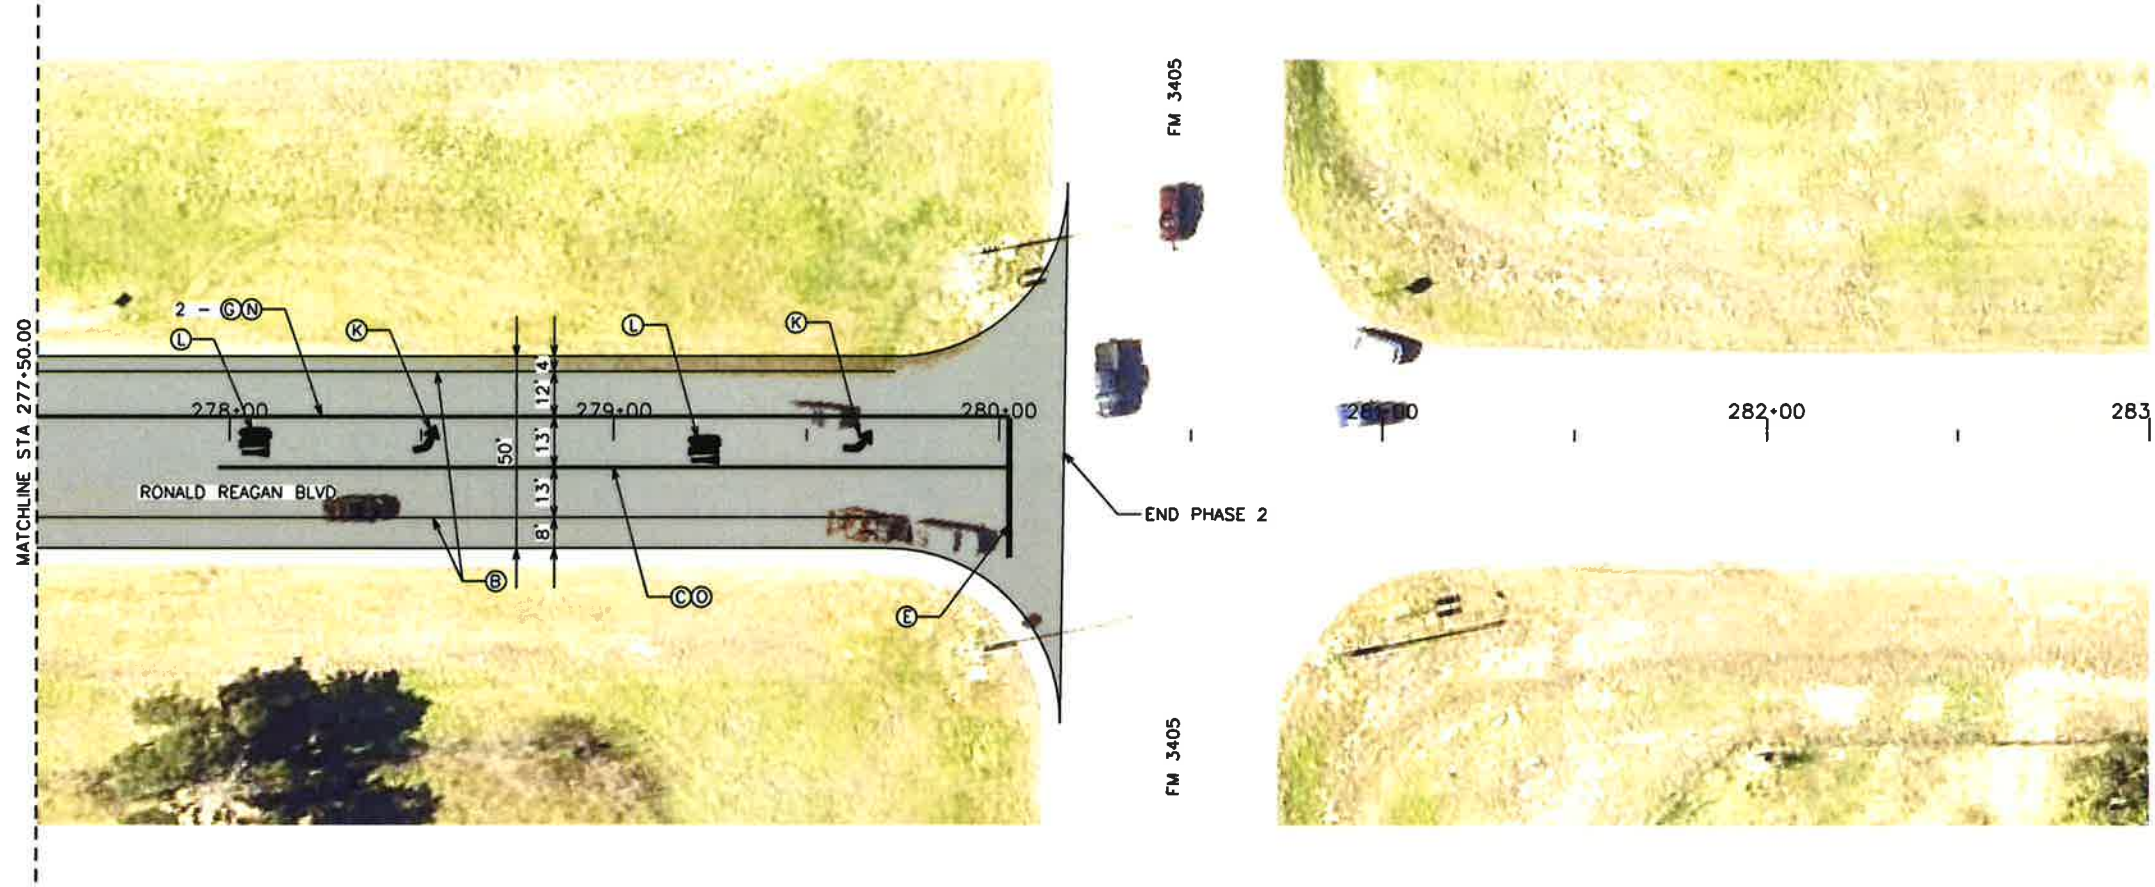 FM 3405
2 - G N
L
K
L
K
4'
12'
278+00
279+00
280+00
281+00
282+00
283
13'
50'
RONALD REAGAN BLVD
13'
8'
MATCHLINE STA 277+50.00
END PHASE 2
B
C O
E
FM 3405